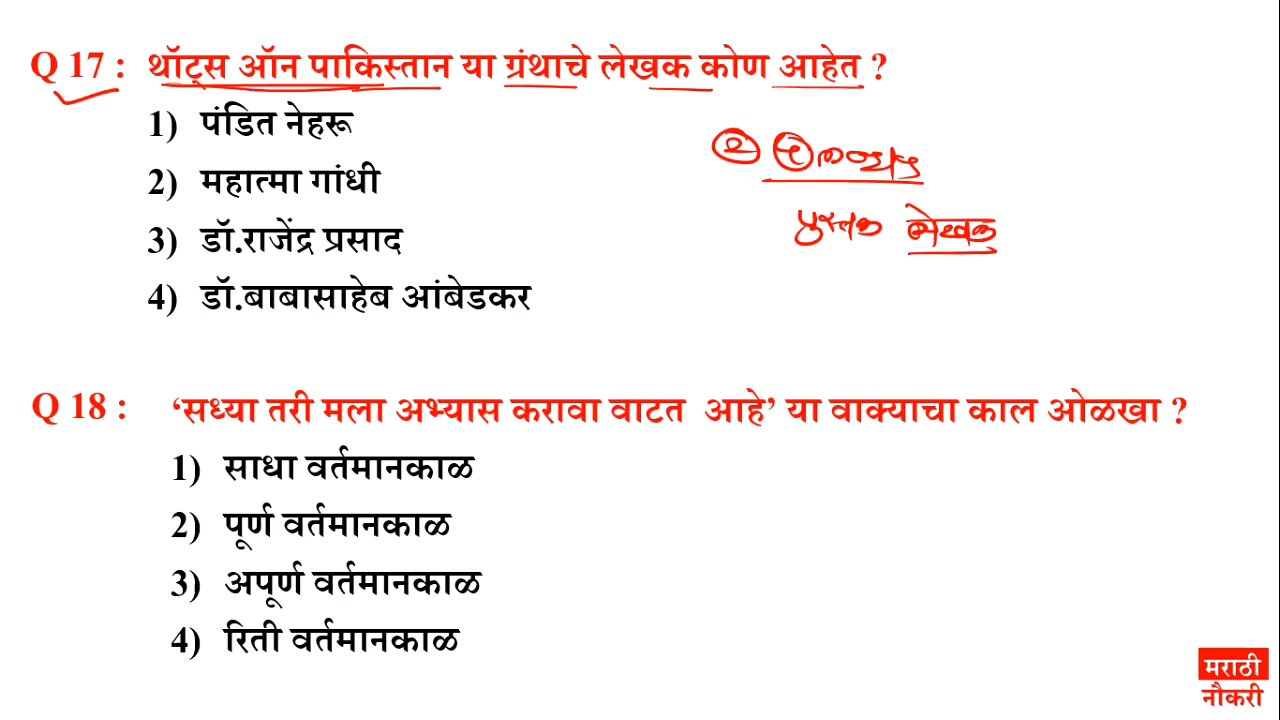 Q 17 : थॉट्स ऑन पाकिस्तान या ग्रंथाचे लेखक कोण आहेत ?
1) पंडित नेहरू
2) महात्मा गांधी
3) डॉ.राजेंद्र प्रसाद
4) डॉ.बाबासाहेब आंबेडकर
पुस्तक लेखक
Q 18 : ‘सध्या तरी मला अभ्यास करावा वाटत आहे’ या वाक्याचा काल ओळखा ?
1) साधा वर्तमानकाळ
2) पूर्ण वर्तमानकाळ
3) अपूर्ण वर्तमानकाळ
4) रिती वर्तमानकाळ
मराठी
नौकरी